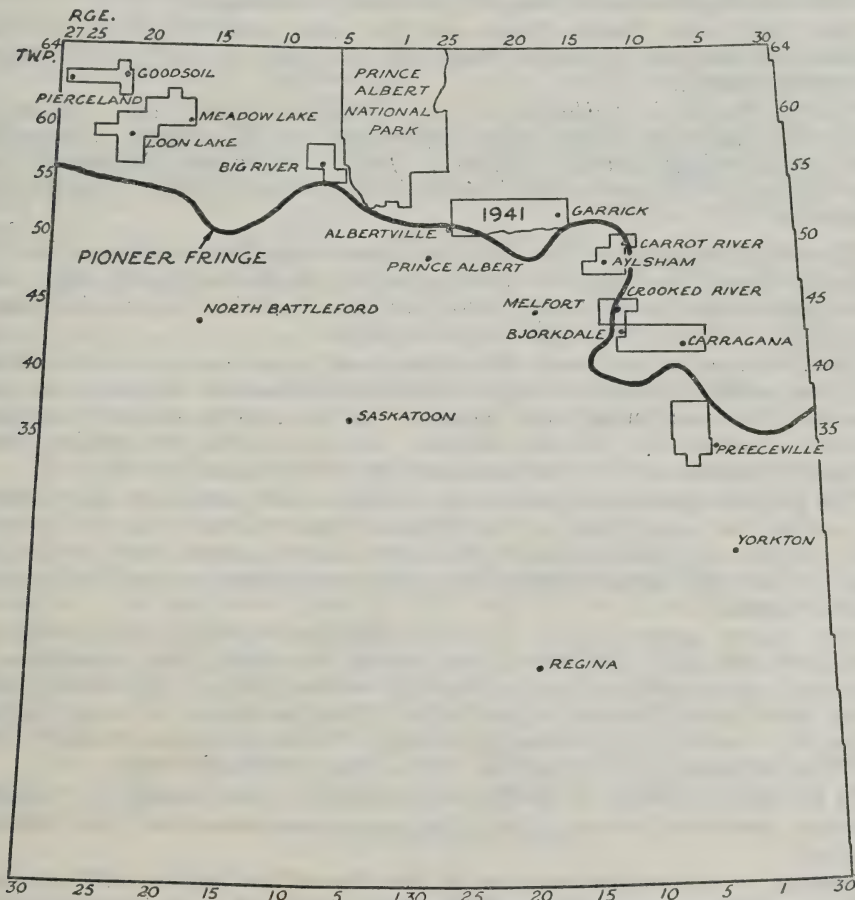 RGE.
27 25 20 15 10 5 1 25 20 15 10 5 30
64 64
TWP.
GOODSOIL
PRINCE
ALBERT
NATIONAL
PARK
PIERCELAND
60 60
MEADOW LAKE
LOON LAKE
BIG RIVER
55 55
1941
GARRICK
50 50
ALBERTVILLE
CARROT RIVER
PIONEER FRINGE
PRINCE ALBERT
AYLSHAM
45 45
CROOKED RIVER
NORTH BATTLEFORD
MELFORT
BJORKDALE
CARRAGANA
40 40
SASKATOON
35 35
PREECEVILLE
YORKTON
REGINA
30 25 20 15 10 5 1 30 25 20 15 10 5 1 30